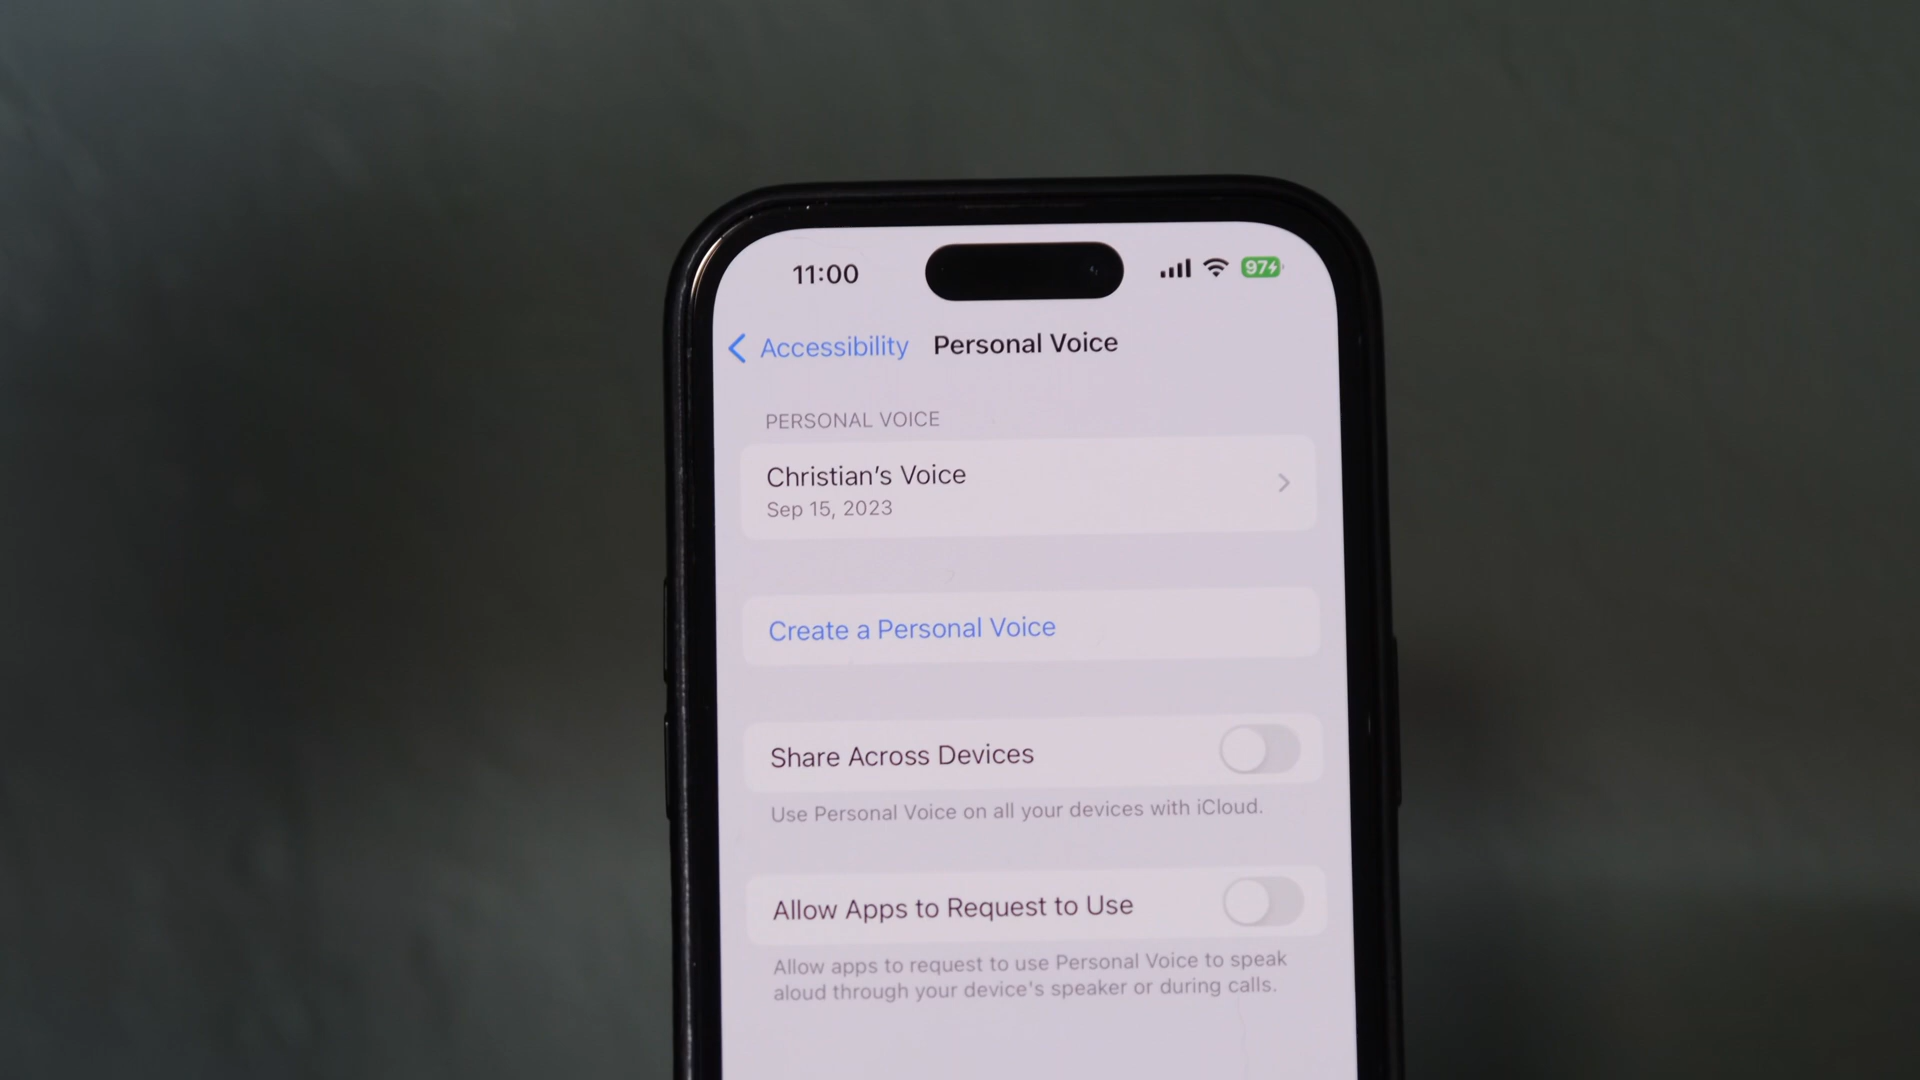 11:00
97
Accessibility
Personal Voice
PERSONAL VOICE
Christian's Voice
Sep 15, 2023
Create a Personal Voice
Share Across Devices
Use Personal Voice on all your devices with iCloud.
Allow Apps to Request to Use
Allow apps to request to use Personal Voice to speak
aloud through your device's speaker or during calls.